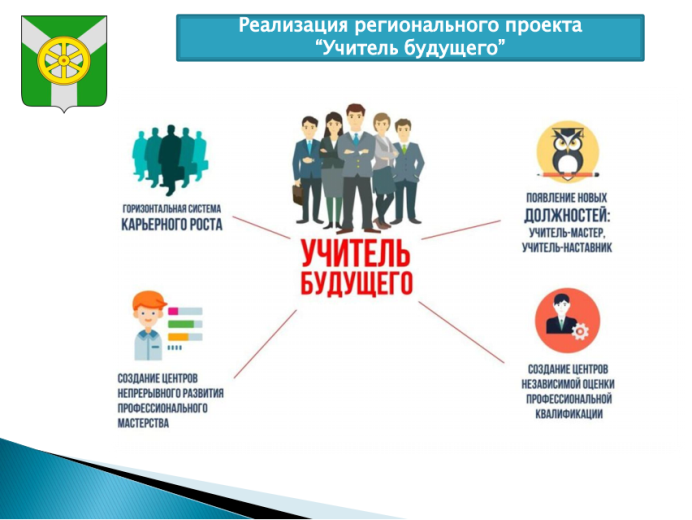 Реализация регионального проекта
“Учитель будущего”
ГОРИЗОНТАЛЬНАЯ СИСТЕМА
КАРЬЕРНОГО РОСТА
ПОЯВЛЕНИЕ НОВЫХ
ДОЛЖНОСТЕЙ:
УЧИТЕЛЬ-МАСТЕР,
УЧИТЕЛЬ-НАСТАВНИК
УЧИТЕЛЬ
БУДУЩЕГО
СОЗДАНИЕ ЦЕНТРОВ
НЕПРЕРЫВНОГО РАЗВИТИЯ
ПРОФЕССИОНАЛЬНОГО
МАСТЕРСТВА
СОЗДАНИЕ ЦЕНТРОВ
НЕЗАВИСИМОЙ ОЦЕНКИ
ПРОФЕССИОНАЛЬНОЙ
КВАЛИФИКАЦИИ